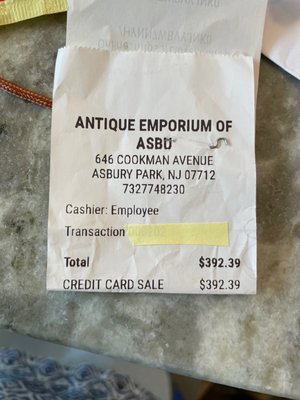 ANTIQUE EMPORIUM OF
ASBU
646 COOKMAN AVENUE
ASBURY PARK, NJ 07712
7327748230
Cashier: Employee
Transaction
Total $392.39
CREDIT CARD SALE $392.39